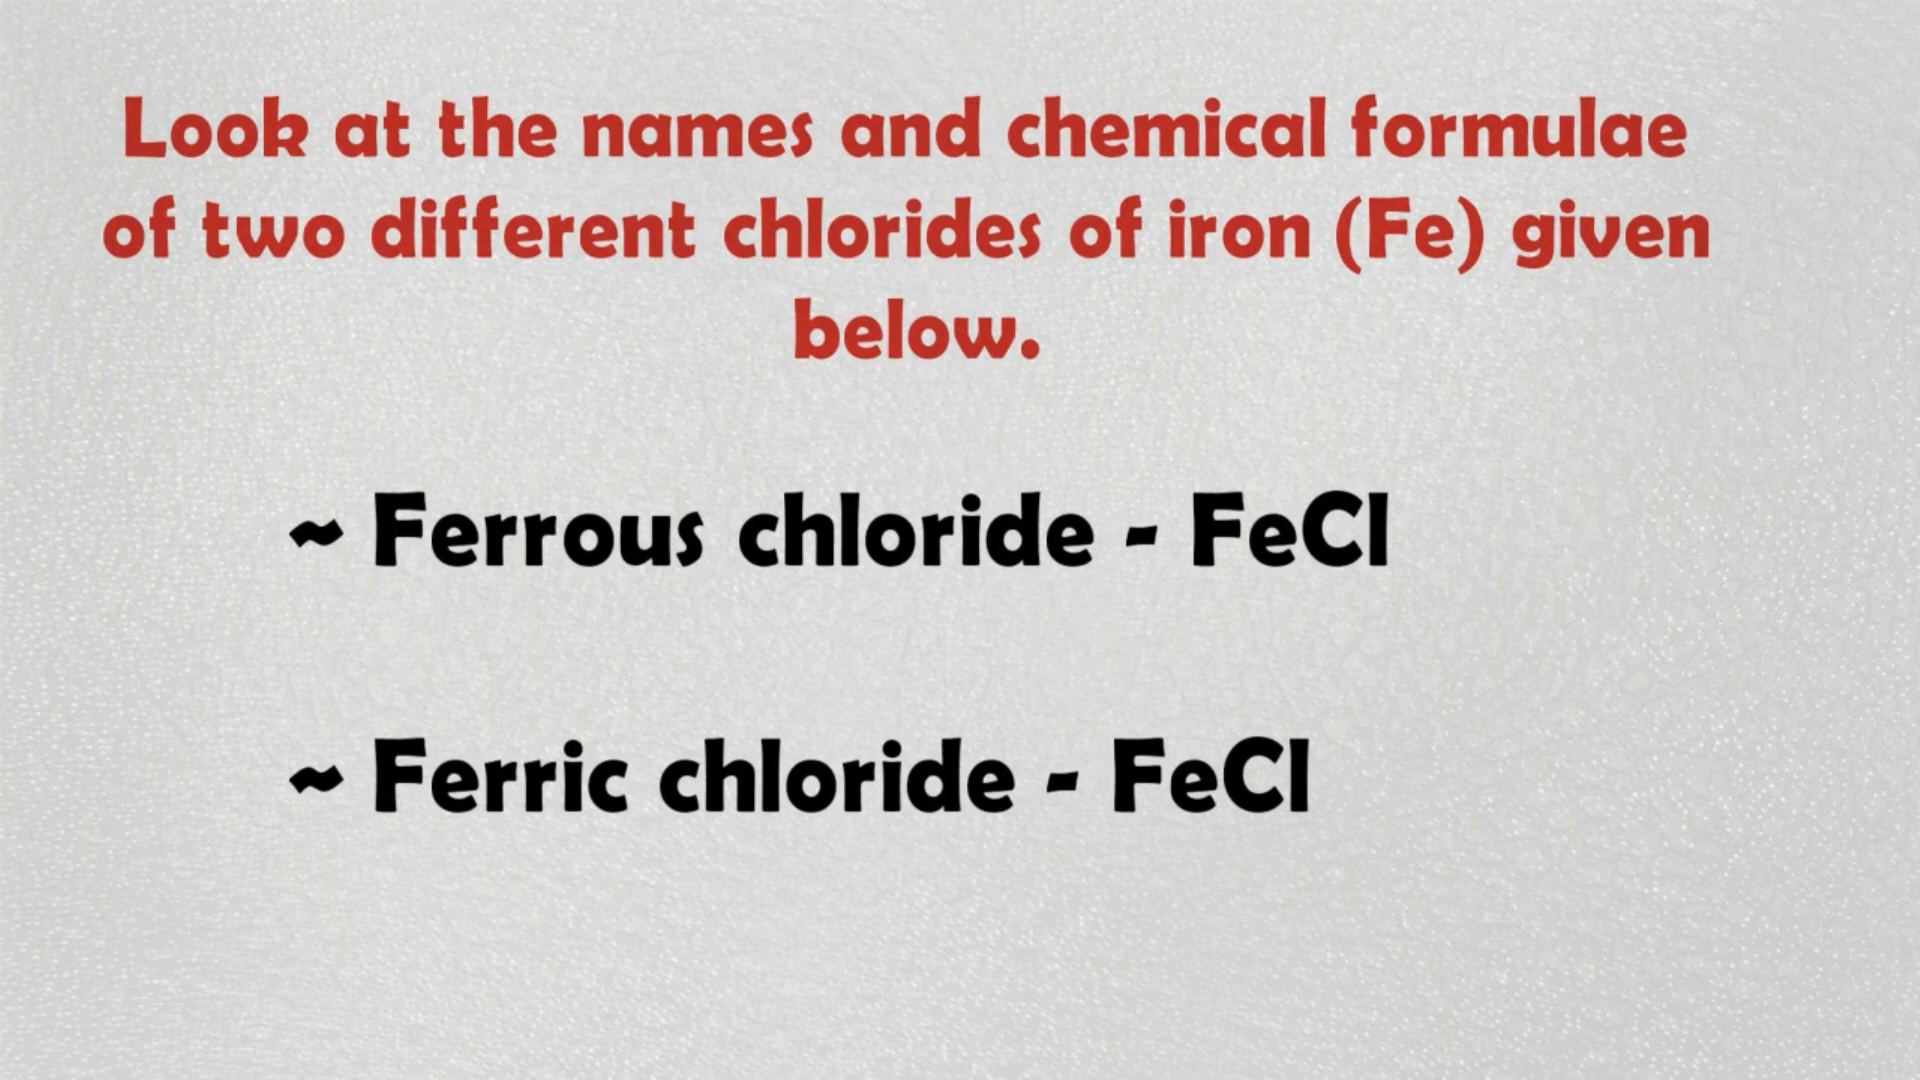 Look at the names and chemical formulae
of two different chlorides of iron (Fe) given
below.
~ Ferrous chloride - FeCl
~ Ferric chloride - FeCl